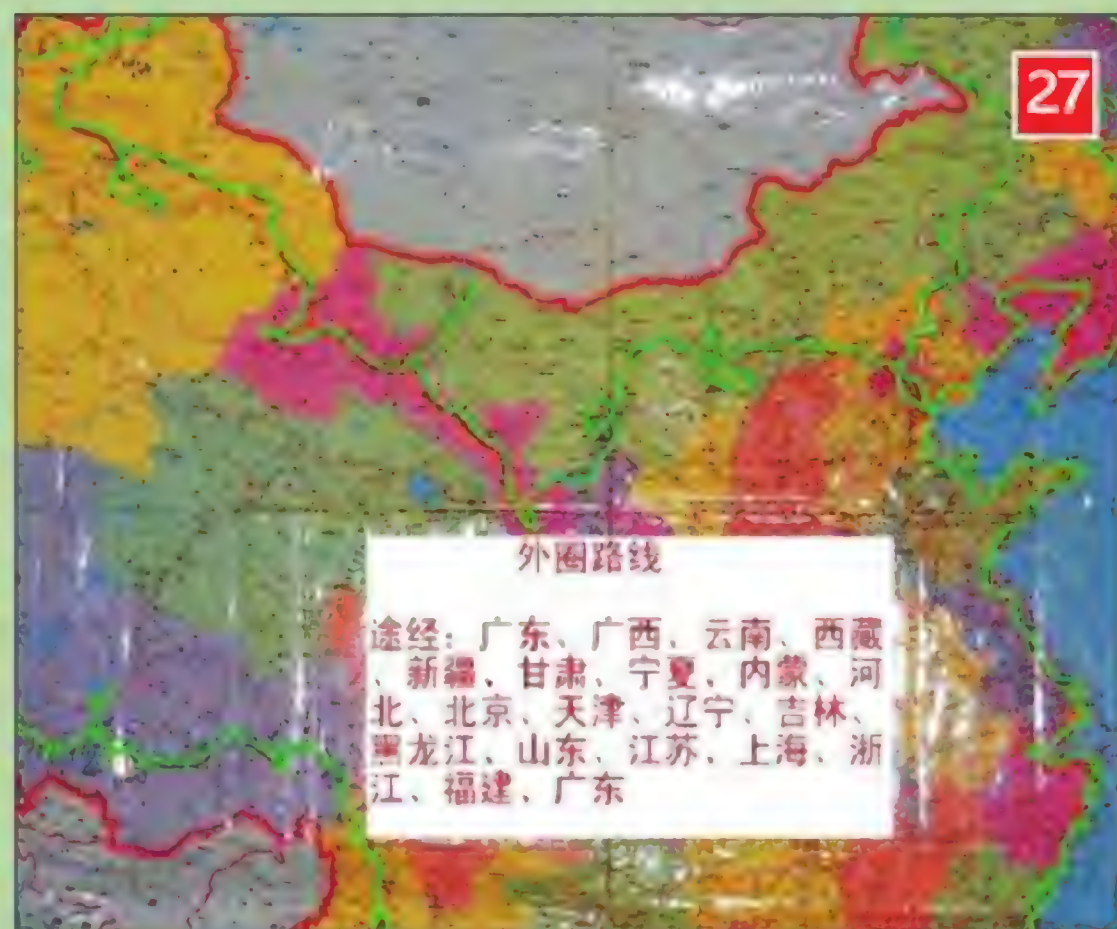 27
外圈路线
途经：广东、广西、云南、西藏
、新疆、甘肃、宁夏、内蒙、河
北、北京、天津、辽宁、吉林、
黑龙江、山东、江苏、上海、浙
江、福建、广东